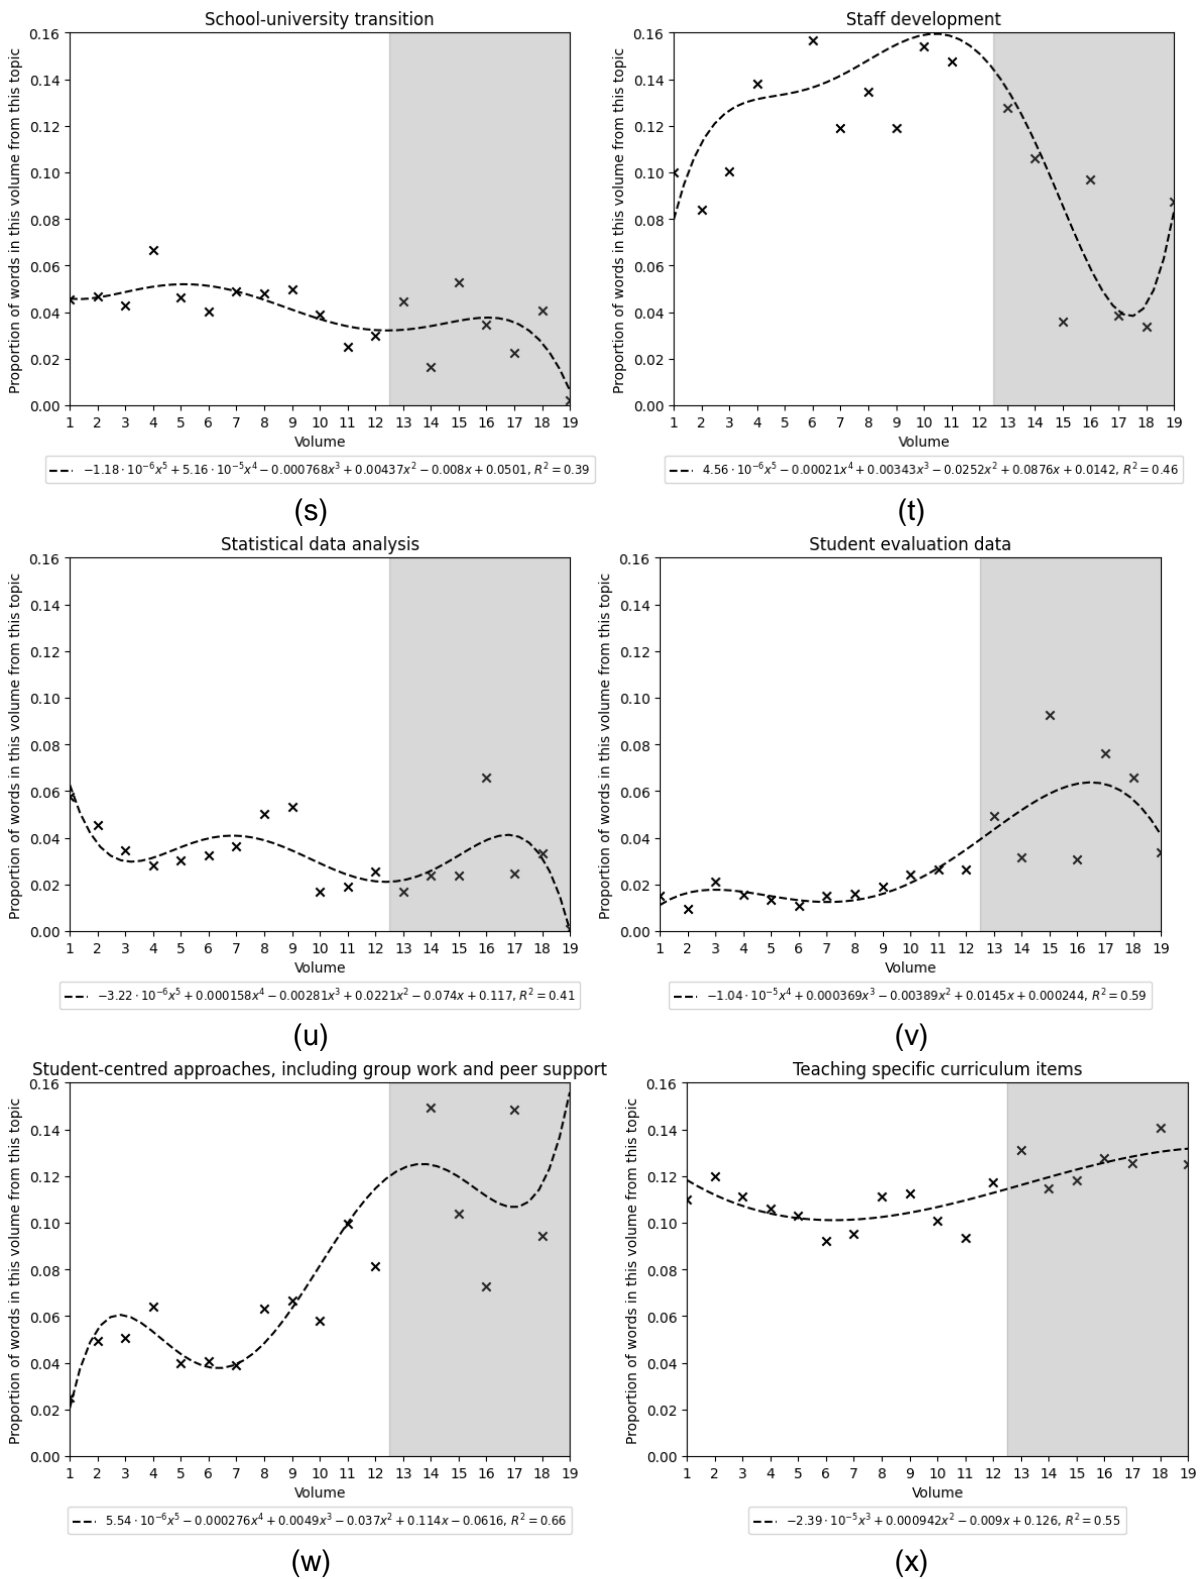 School-university transition
Proportion of words in this volume from this topic
0.16
0.14
0.12
0.10
0.08
0.06
0.04
0.02
0.00
1 2 3 4 5 6 7 8 9 10 11 12 13 14 15 16 17 18 19
Volume
−1.18 · 10⁻⁶x⁵ + 5.16 · 10⁻⁵x⁴ − 0.000768x³ + 0.00437x² − 0.008x + 0.0501, R² = 0.39
(s)
Staff development
Proportion of words in this volume from this topic
0.16
0.14
0.12
0.10
0.08
0.06
0.04
0.02
0.00
1 2 3 4 5 6 7 8 9 10 11 12 13 14 15 16 17 18 19
Volume
4.56 · 10⁻⁶x⁵ − 0.00021x⁴ + 0.00343x³ − 0.0252x² + 0.0876x + 0.0142, R² = 0.46
(t)
Statistical data analysis
Proportion of words in this volume from this topic
0.16
0.14
0.12
0.10
0.08
0.06
0.04
0.02
0.00
1 2 3 4 5 6 7 8 9 10 11 12 13 14 15 16 17 18 19
Volume
−3.22 · 10⁻⁶x⁵ + 0.000158x⁴ − 0.00281x³ + 0.0221x² − 0.074x + 0.117, R² = 0.41
(u)
Student evaluation data
Proportion of words in this volume from this topic
0.16
0.14
0.12
0.10
0.08
0.06
0.04
0.02
0.00
1 2 3 4 5 6 7 8 9 10 11 12 13 14 15 16 17 18 19
Volume
−1.04 · 10⁻⁵x⁴ + 0.000369x³ − 0.00389x² + 0.0145x + 0.000244, R² = 0.59
(v)
Student-centred approaches, including group work and peer support
Proportion of words in this volume from this topic
0.16
0.14
0.12
0.10
0.08
0.06
0.04
0.02
0.00
1 2 3 4 5 6 7 8 9 10 11 12 13 14 15 16 17 18 19
Volume
5.54 · 10⁻⁶x⁵ − 0.000276x⁴ + 0.0049x³ − 0.037x² + 0.114x − 0.0616, R² = 0.66
(w)
Teaching specific curriculum items
Proportion of words in this volume from this topic
0.16
0.14
0.12
0.10
0.08
0.06
0.04
0.02
0.00
1 2 3 4 5 6 7 8 9 10 11 12 13 14 15 16 17 18 19
Volume
−2.39 · 10⁻⁵x³ + 0.000942x² − 0.009x + 0.126, R² = 0.55
(x)